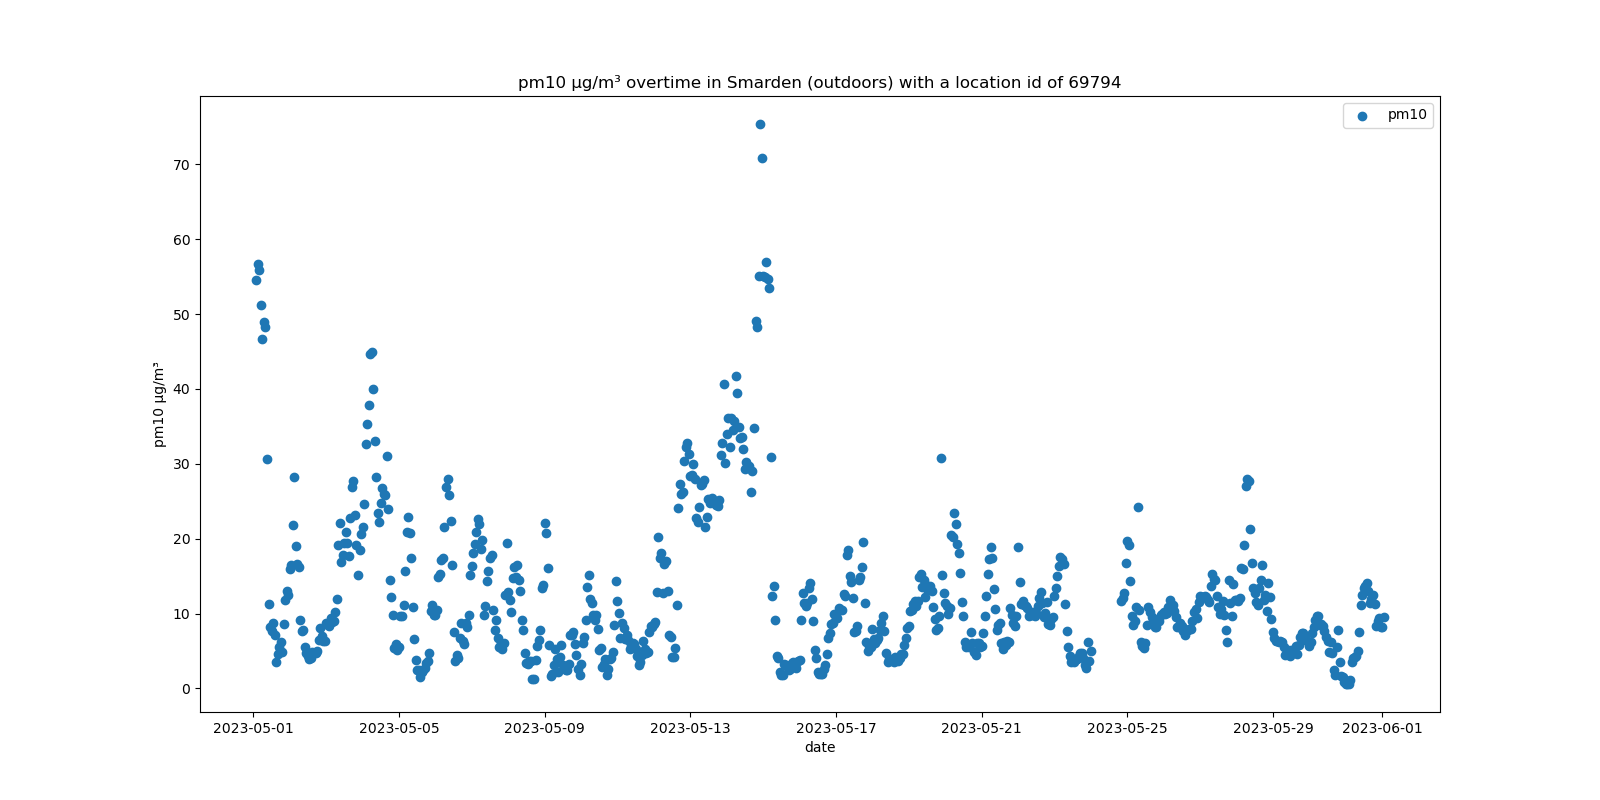 pm10 μg/m³ overtime in Smarden (outdoors) with a location id of 69794
pm10
70
60
50
40
30
20
10
0
pm10 μg/m³
2023-05-01 2023-05-05 2023-05-09 2023-05-13 2023-05-17 2023-05-21 2023-05-25 2023-05-29 2023-06-01
date